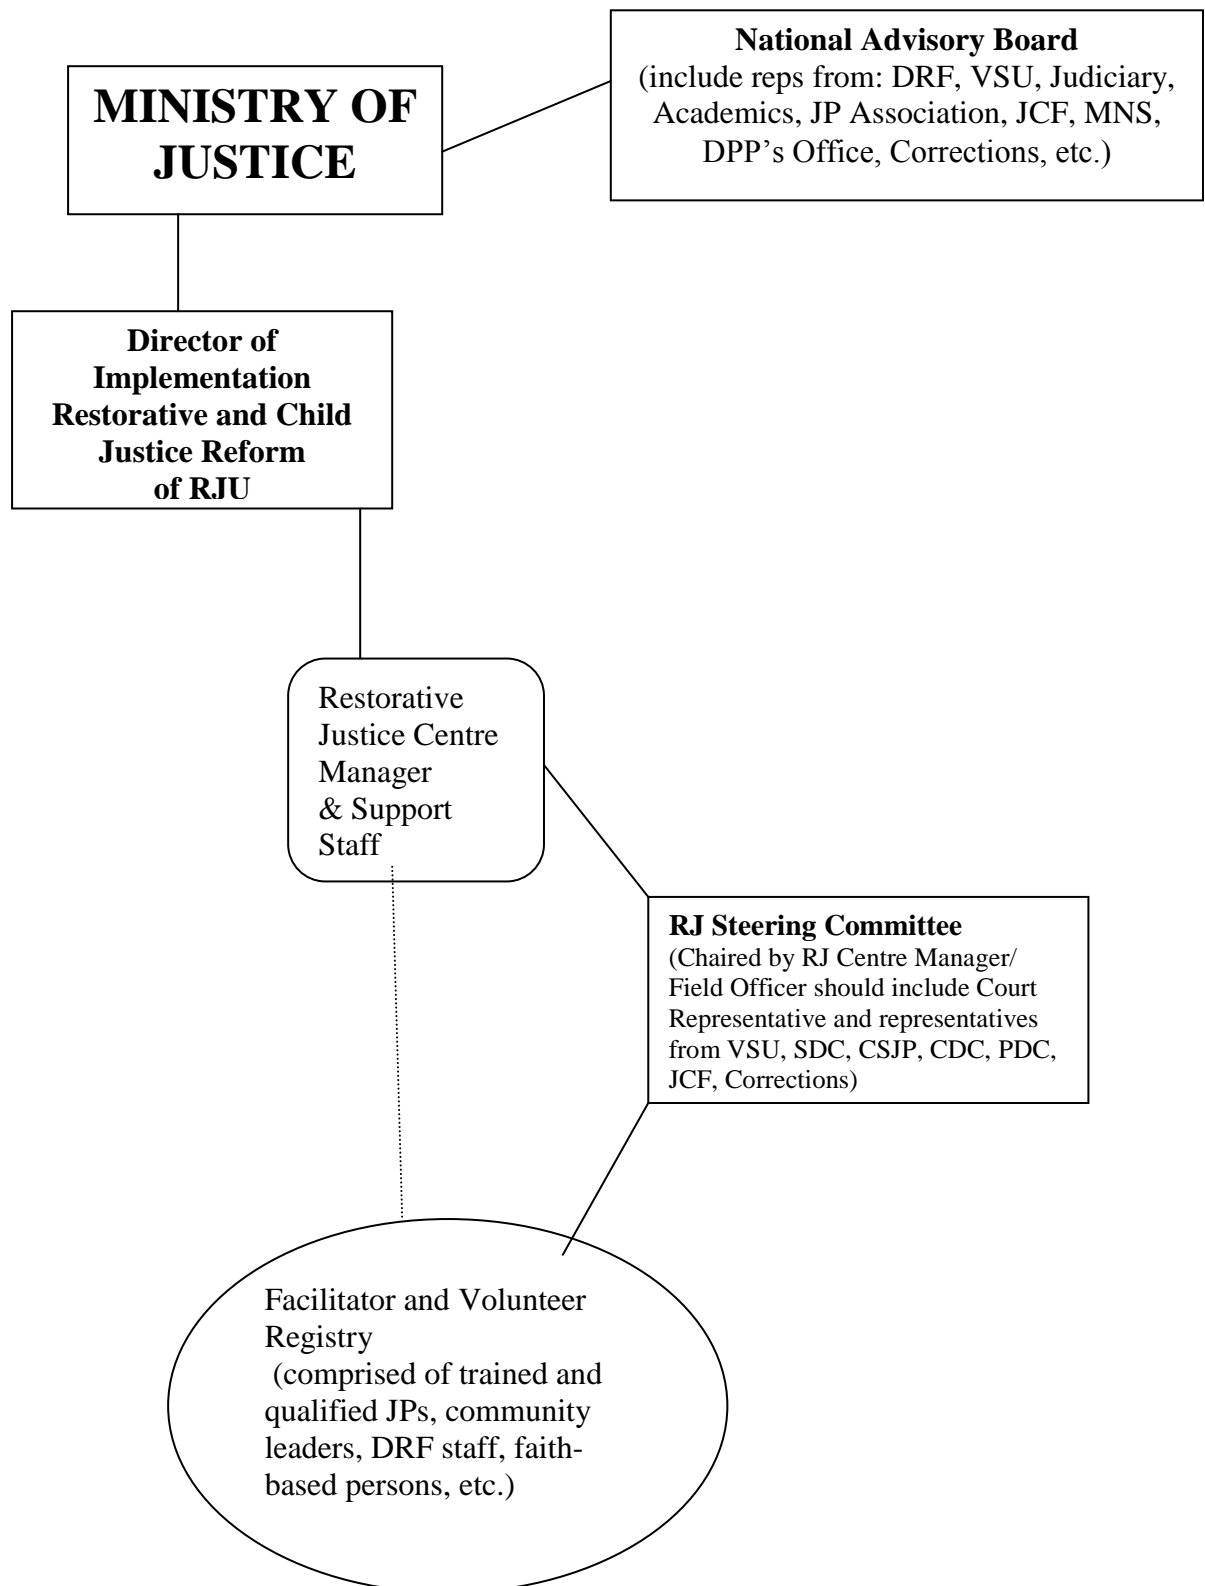 National Advisory Board
(include reps from: DRF, VSU, Judiciary,
Academics, JP Association, JCF, MNS,
DPP’s Office, Corrections, etc.)
MINISTRY OF
JUSTICE
Director of
Implementation
Restorative and Child
Justice Reform
of RJU
Restorative
Justice Centre
Manager
& Support
Staff
RJ Steering Committee
(Chaired by RJ Centre Manager/
Field Officer should include Court
Representative and representatives
from VSU, SDC, CSJP, CDC, PDC,
JCF, Corrections)
Facilitator and Volunteer
Registry
(comprised of trained and
qualified JPs, community
leaders, DRF staff, faith-
based persons, etc.)